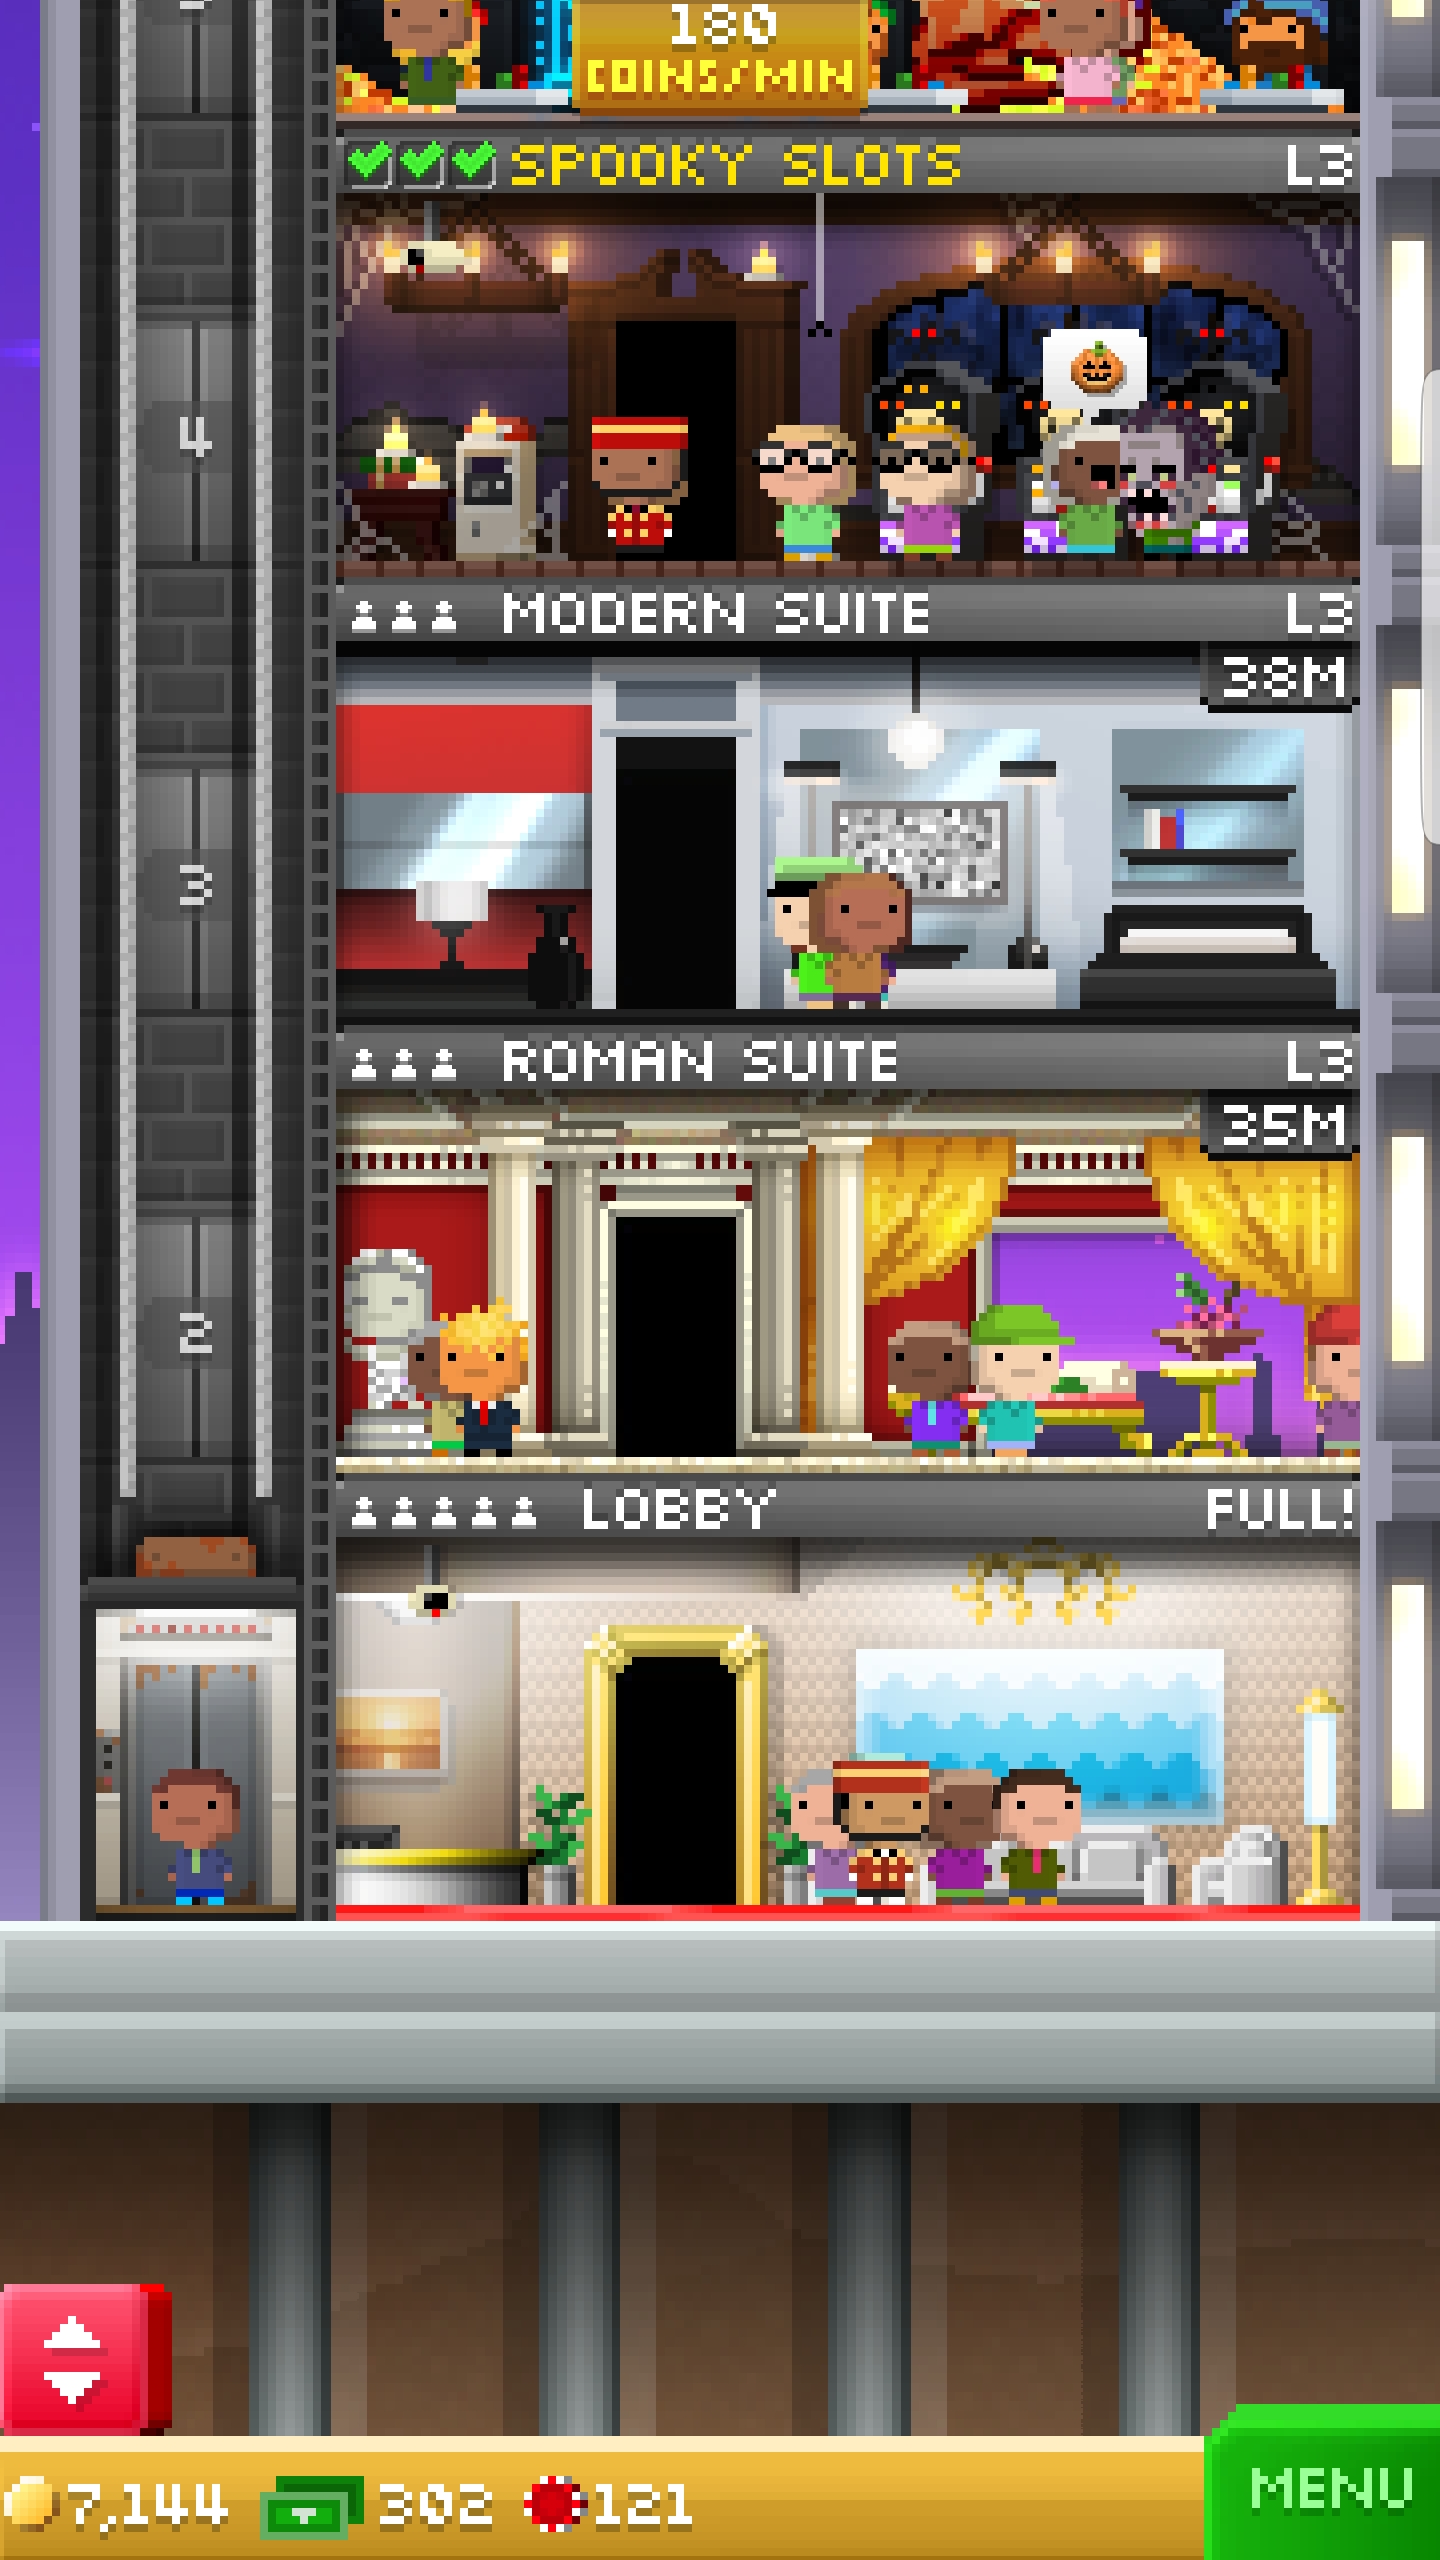 180
COINS/MIN
SPOOKY SLOTS L3
4
MODERN SUITE L3
38M
3
ROMAN SUITE L3
35M
2
LOBBY FULL!
MENU
7,144 302 121